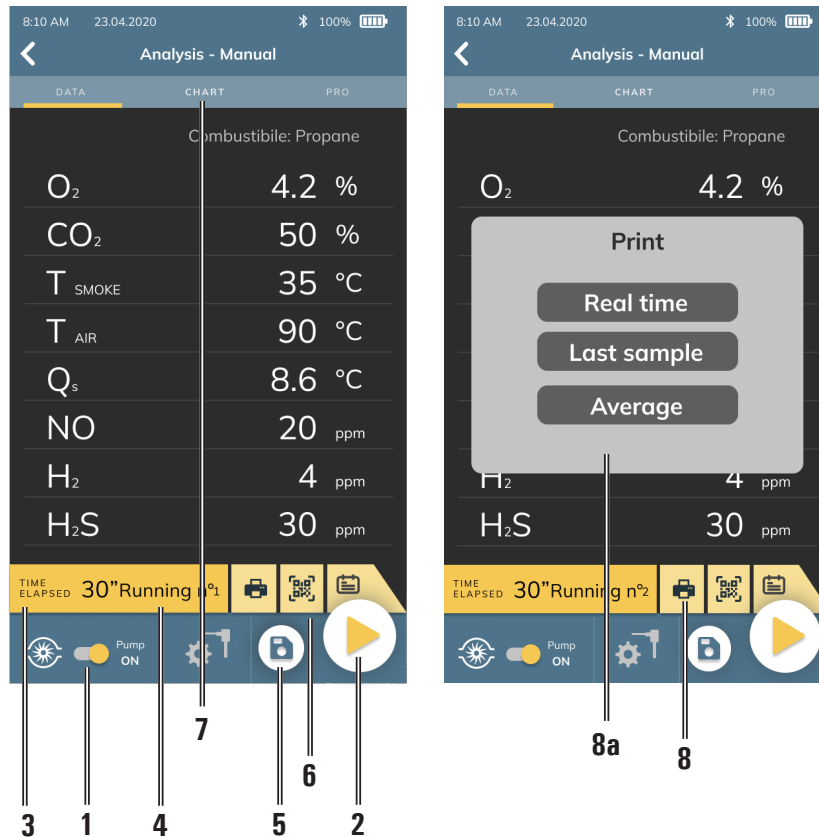 8:10 AM 23.04.2020 100%
Analysis - Manual
DATA CHART PRO
Combustibile: Propane
O₂ 4.2 %
CO₂ 50 %
T SMOKE 35 °C
T AIR 90 °C
Qs 8.6 °C
NO 20 ppm
H₂ 4 ppm
H₂S 30 ppm
TIME ELAPSED 30” Running n°1
Pump ON
7
6
3 1 4 5 2
8:10 AM 23.04.2020 100%
Analysis - Manual
DATA CHART PRO
Combustibile: Propane
O₂ 4.2 %
Print
Real time
Last sample
Average
H₂ 4 ppm
H₂S 30 ppm
TIME ELAPSED 30” Running n°2
Pump ON
8a 8